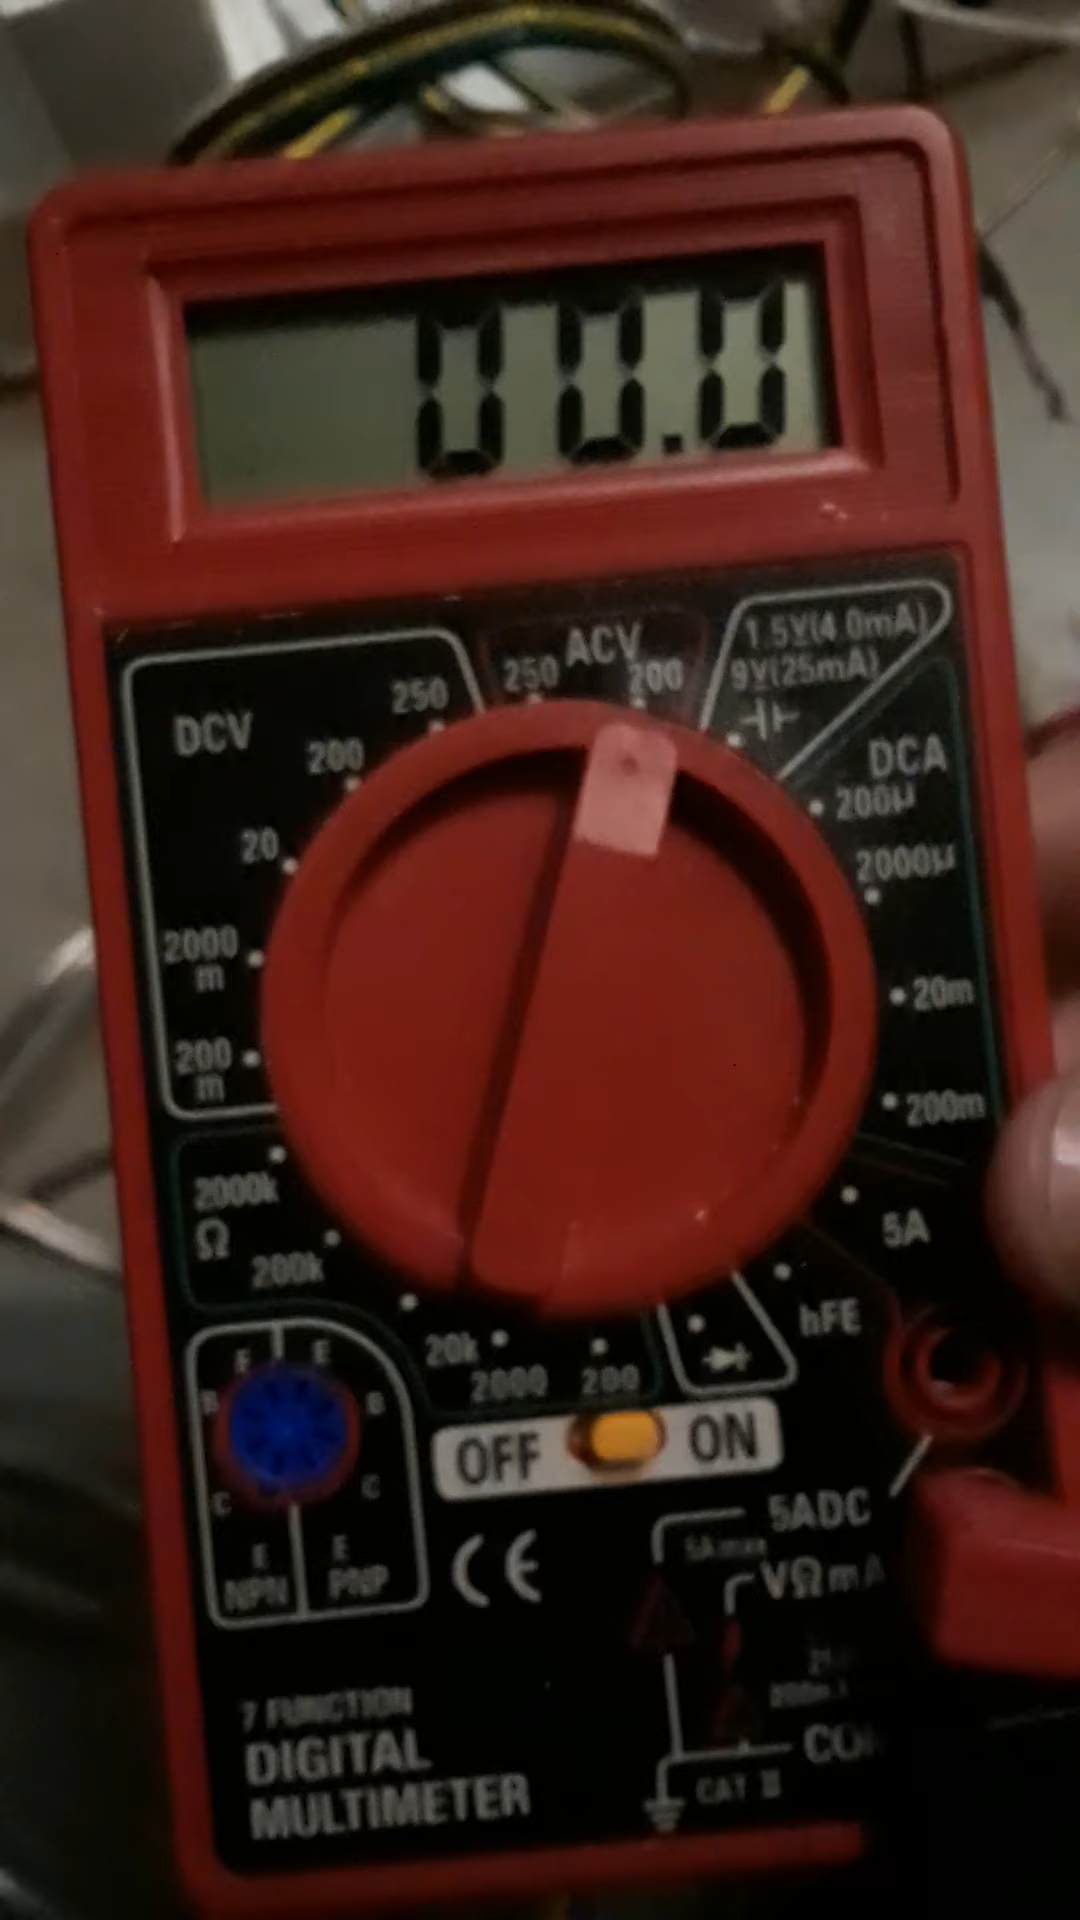 00.0
ACV
250 200
1.5V(4.0mA)
9V(25mA)
DCV
250
200
20
2000
m
200
m
DCA
200µ
2000µ
20m
200m
5A
hFE
2000k
Ω
200k
20k
2000
200
E E
B B
C C
E E
NPN PNP
OFF ON
5ADC
5A max
VΩmA
CE
7 FUNCTION
DIGITAL
MULTIMETER
CAT II